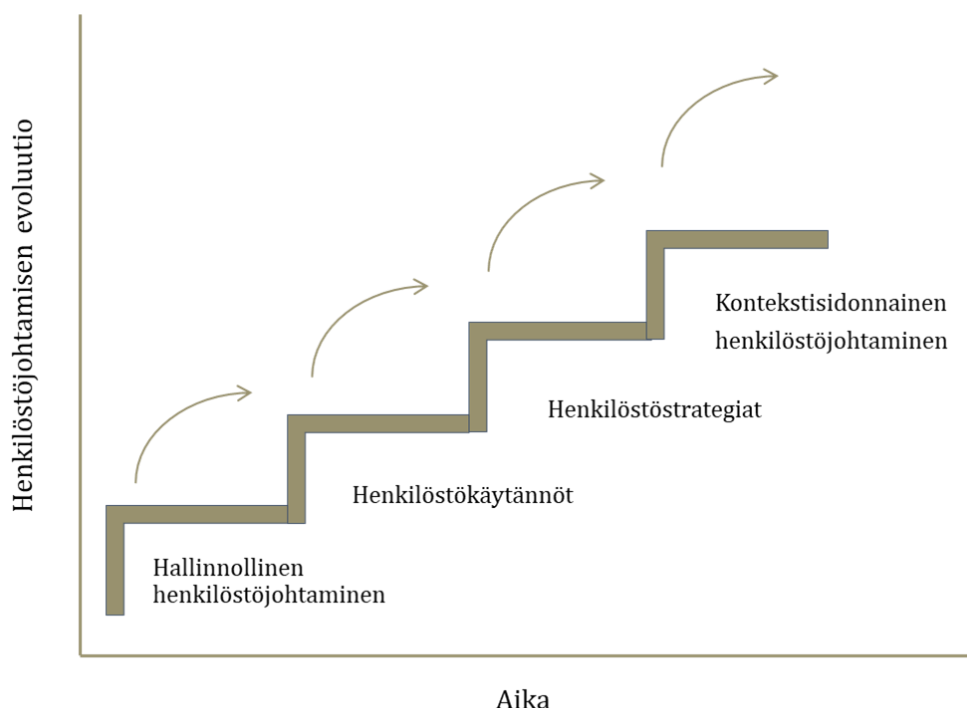 Henkilöstöjohtamisen evoluutio
Kontekstisidonnainen
henkilöstöjohtaminen
Henkilöstöstrategiat
Henkilöstökäytännöt
Hallinnollinen
henkilöstöjohtaminen
Aika